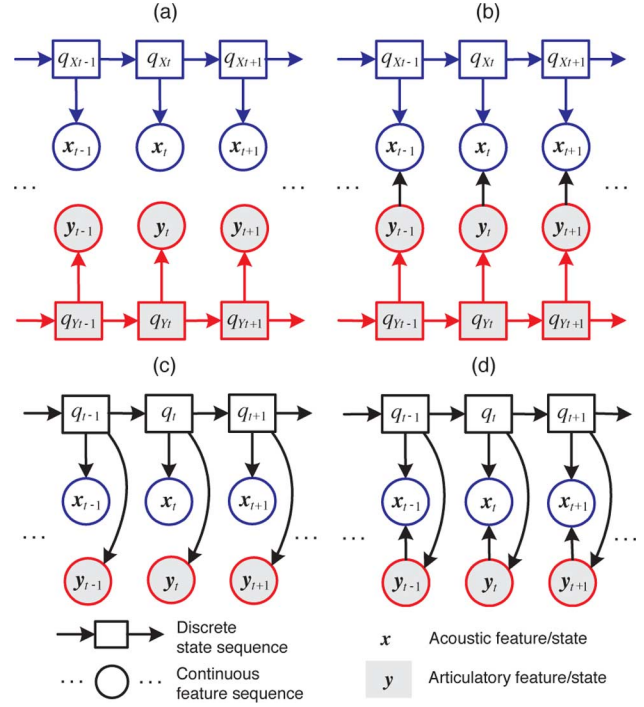 (a) (b)
qXt-1 qXt qXt+1 qXt-1 qXt qXt+1
xt-1 xt xt+1 xt-1 xt xt+1
... ... ...
yt-1 yt yt+1 yt-1 yt yt+1
qYt-1 qYt qYt+1 qYt-1 qYt qYt+1
(c) (d)
qt-1 qt qt+1 qt-1 qt qt+1
xt-1 xt xt+1 xt-1 xt xt+1
... ... ...
yt-1 yt yt+1 yt-1 yt yt+1
Discrete
state sequence
x Acoustic feature/state
... ... Continuous
feature sequence
y Articulatory feature/state